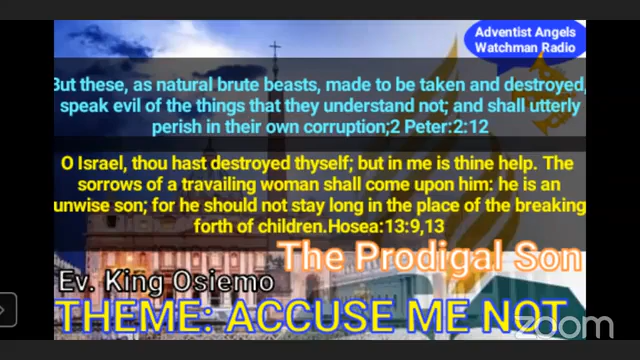 Adventist Angels
Watchman Radio
But these, as natural brute beasts, made to be taken and destroyed,
speak evil of the things that they understand not; and shall utterly
perish in their own corruption;2 Peter:2:12
O Israel, thou hast destroyed thyself; but in me is thine help. The
sorrows of a travailing woman shall come upon him: he is an
unwise son; for he should not stay long in the place of the breaking
forth of children.Hosea:13:9,13
The Prodigal Son
Ev. King Osiemo
THEME: ACCUSE ME NOT
zoom